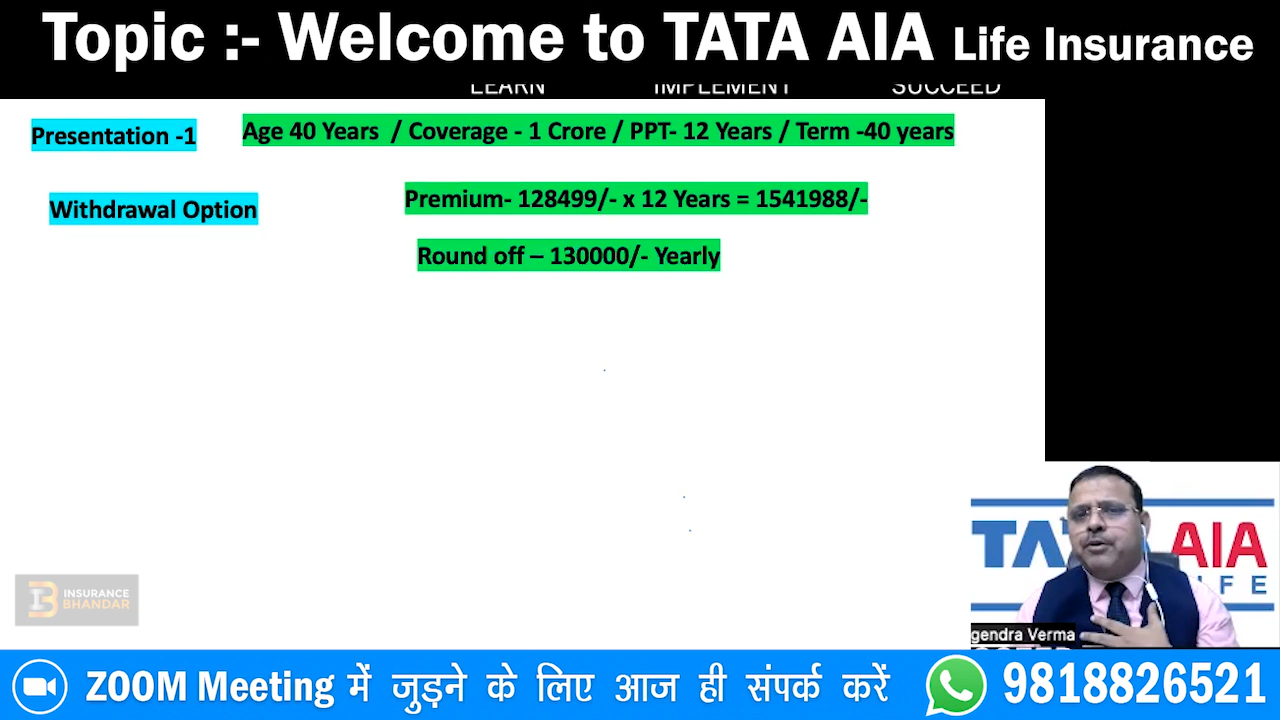 Topic :- Welcome to TATA AIA Life Insurance
LEARN IMPLEMENT SUCCEED
Presentation -1
Age 40 Years / Coverage - 1 Crore / PPT- 12 Years / Term -40 years
Withdrawal Option
Premium- 128499/- x 12 Years = 1541988/-
Round off – 130000/- Yearly
TATA AIA
gendra Verma
INSURANCE
BHANDAR
ZOOM Meeting में जुड़ने के लिए आज ही संपर्क करें 9818826521